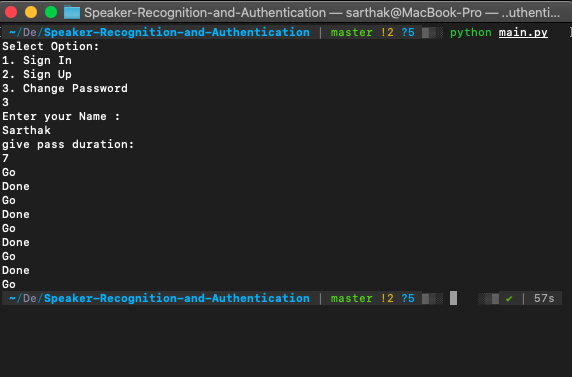 Speaker-Recognition-and-Authentication — sarthak@MacBook-Pro — ..uthenti...
~/De/Speaker-Recognition-and-Authentication | master !2 ?5 python main.py
Select Option:
1. Sign In
2. Sign Up
3. Change Password
3
Enter your Name :
Sarthak
give pass duration:
7
Go
Done
Go
Done
Go
Done
Go
Done
Go
~/De/Speaker-Recognition-and-Authentication | master !2 ?5 ✔ | 57s